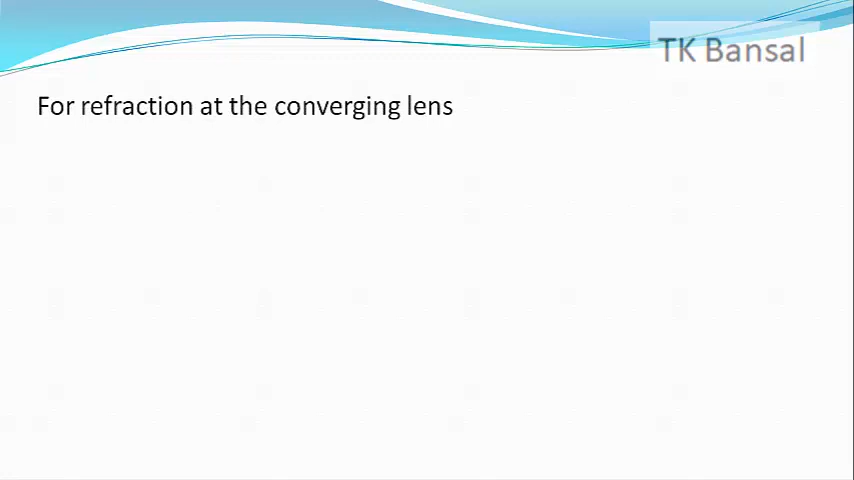 TK Bansal
For refraction at the converging lens